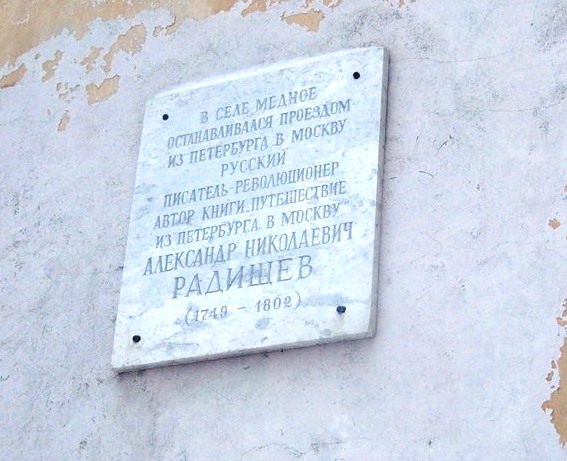 В СЕЛЕ МЕДНОЕ
ОСТАНАВЛИВАЛСЯ ПРОЕЗДОМ
ИЗ ПЕТЕРБУРГА В МОСКВУ
РУССКИЙ
ПИСАТЕЛЬ-РЕВОЛЮЦИОНЕР
АВТОР КНИГИ„ПУТЕШЕСТВИЕ
ИЗ ПЕТЕРБУРГА В МОСКВУ"
АЛЕКСАНДР НИКОЛАЕВИЧ
РАДИЩЕВ
(1749 – 1802)